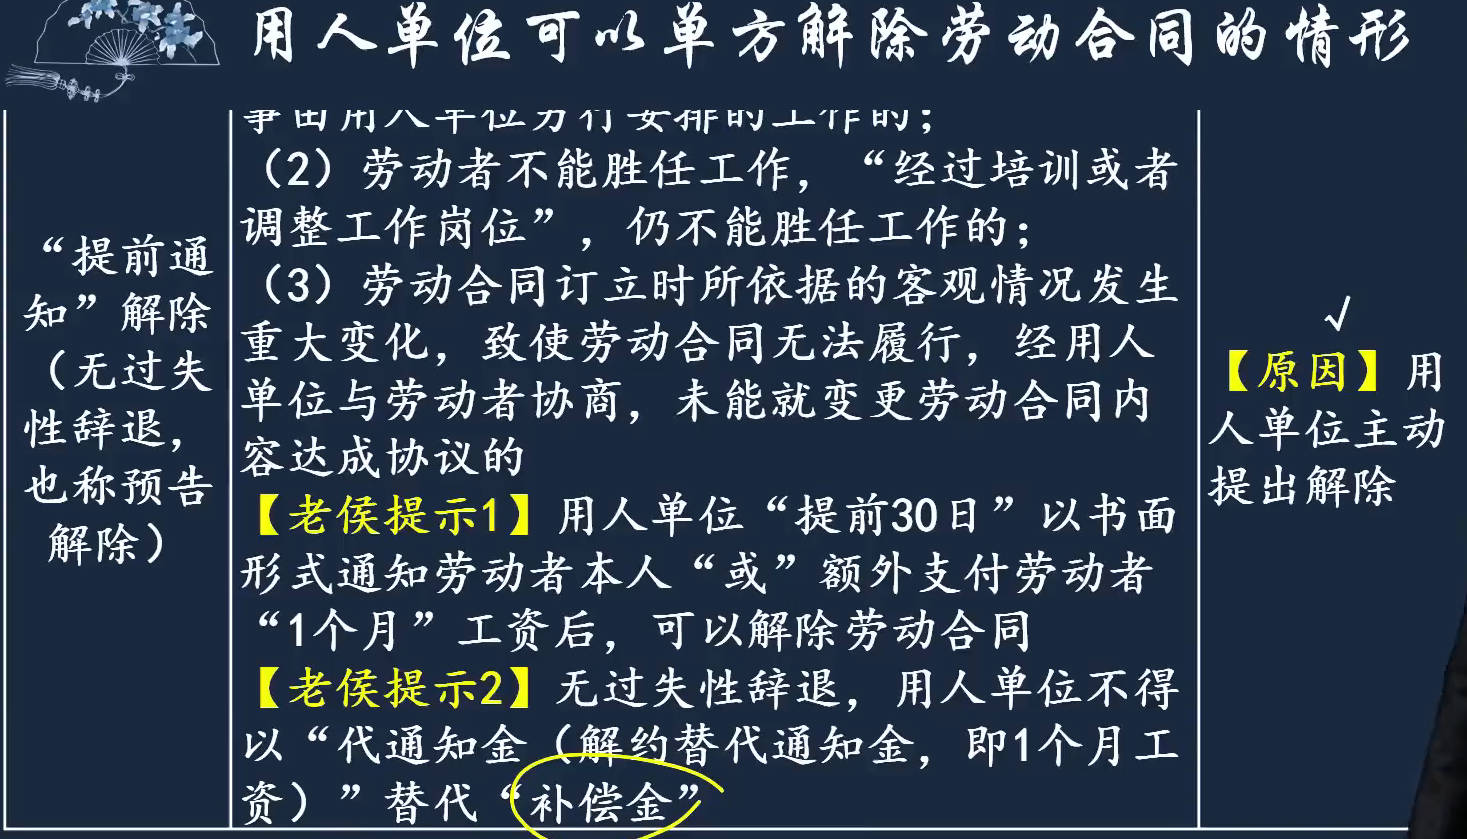 用人单位可以单方解除劳动合同的情形
“提前通
知”解除
（无过失
性辞退，
也称预告
解除）
事由用人单位另行安排的工作的；
（2）劳动者不能胜任工作，“经过培训或者
调整工作岗位”，仍不能胜任工作的；
（3）劳动合同订立时所依据的客观情况发生
重大变化，致使劳动合同无法履行，经用人
单位与劳动者协商，未能就变更劳动合同内
容达成协议的
【老侯提示1】用人单位“提前30日”以书面
形式通知劳动者本人“或”额外支付劳动者
“1个月”工资后，可以解除劳动合同
【老侯提示2】无过失性辞退，用人单位不得
以“代通知金（解约替代通知金，即1个月工
资）”替代“补偿金”
√
【原因】用
人单位主动
提出解除